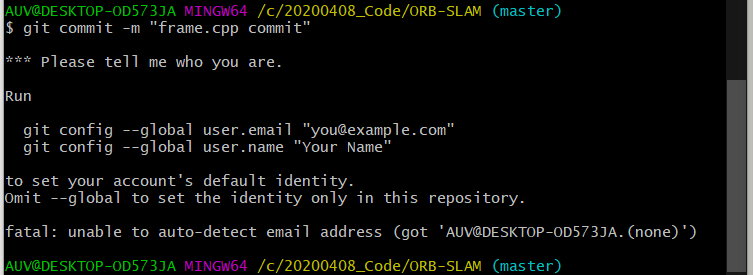 AUV@DESKTOP-OD573JA MINGW64 /c/20200408_Code/ORB-SLAM (master)
$ git commit -m "frame.cpp commit"
*** Please tell me who you are.
Run
git config --global user.email "you@example.com"
git config --global user.name "Your Name"
to set your account's default identity.
Omit --global to set the identity only in this repository.
fatal: unable to auto-detect email address (got 'AUV@DESKTOP-OD573JA.(none)')
AUV@DESKTOP-OD573JA MINGW64 /c/20200408_Code/ORB-SLAM (master)